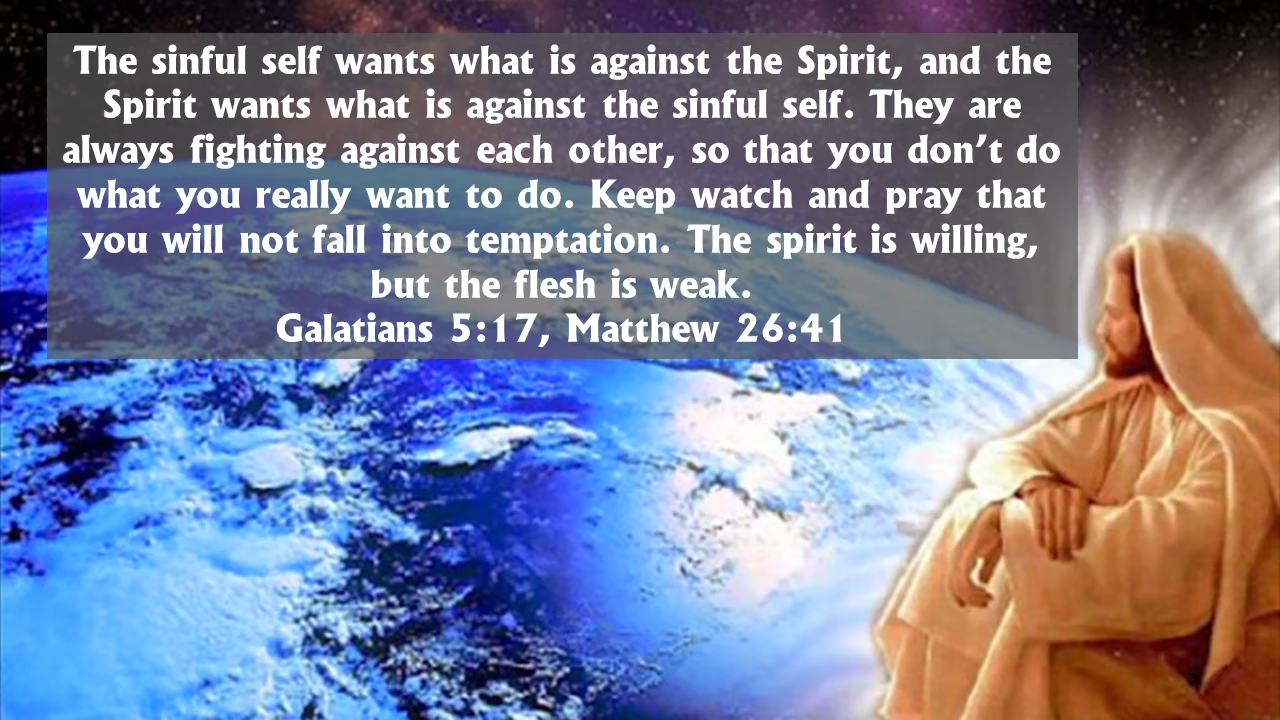 The sinful self wants what is against the Spirit, and the
Spirit wants what is against the sinful self. They are
always fighting against each other, so that you don’t do
what you really want to do. Keep watch and pray that
you will not fall into temptation. The spirit is willing,
but the flesh is weak.
Galatians 5:17, Matthew 26:41